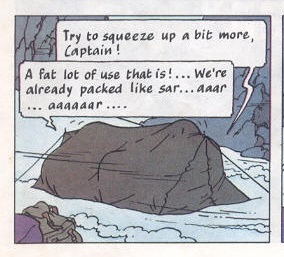 Try to squeeze up a bit more,
Captain!
A fat lot of use that is!... We're
already packed like sar...aaar
... aaaaaar ....